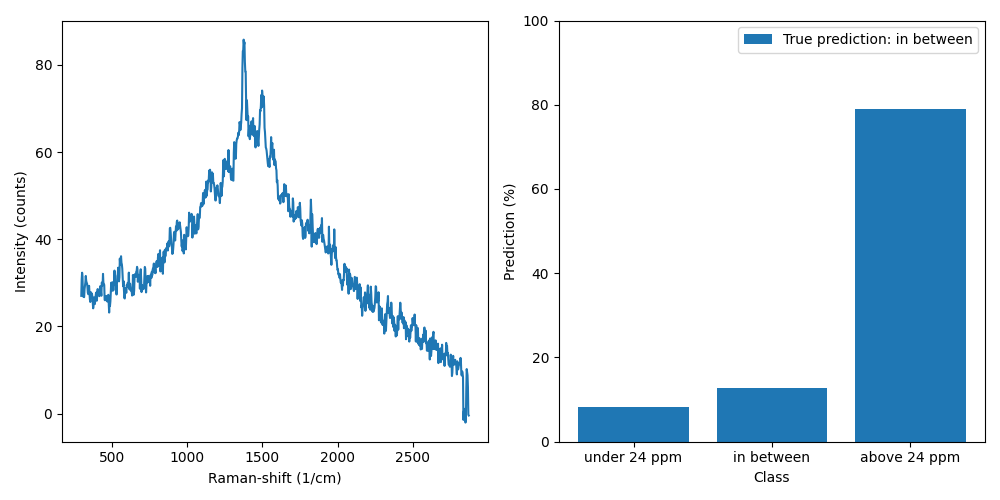 80
60
40
20
0
500 1000 1500 2000 2500
Raman-shift (1/cm)
Intensity (counts)
100
80
60
40
20
0
under 24 ppm in between above 24 ppm
Class
Prediction (%)
True prediction: in between